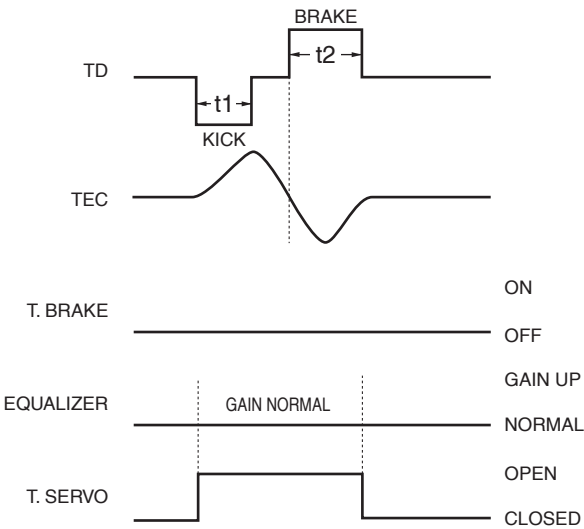 BRAKE
t2
TD
t1
KICK
TEC
ON
T. BRAKE
OFF
GAIN UP
EQUALIZER
GAIN NORMAL
NORMAL
OPEN
T. SERVO
CLOSED